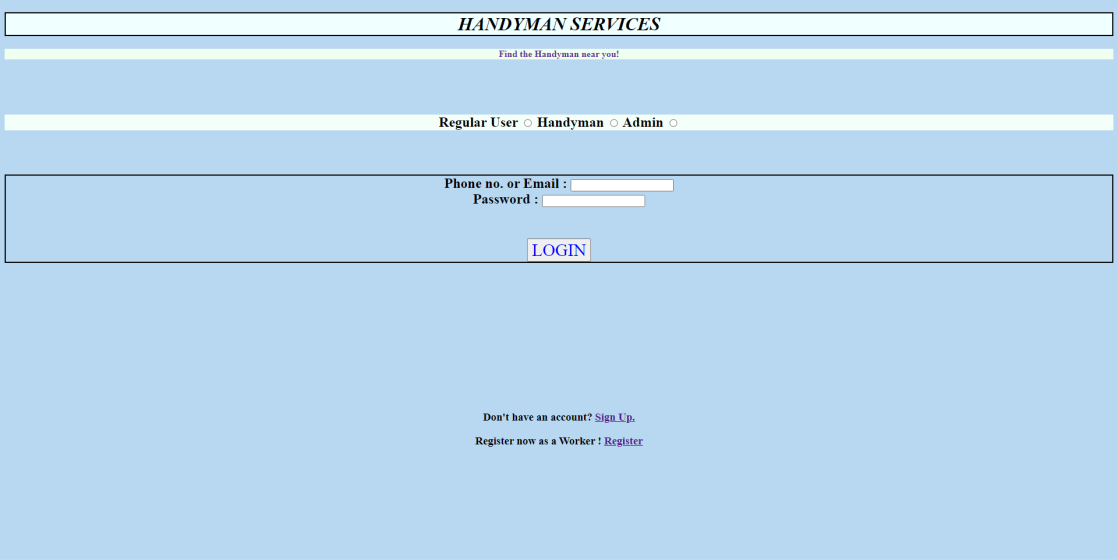 HANDYMAN SERVICES
Find the Handyman near you!
Regular User Handyman Admin
Phone no. or Email :
Password :
LOGIN
Don't have an account? Sign Up.
Register now as a Worker ! Register